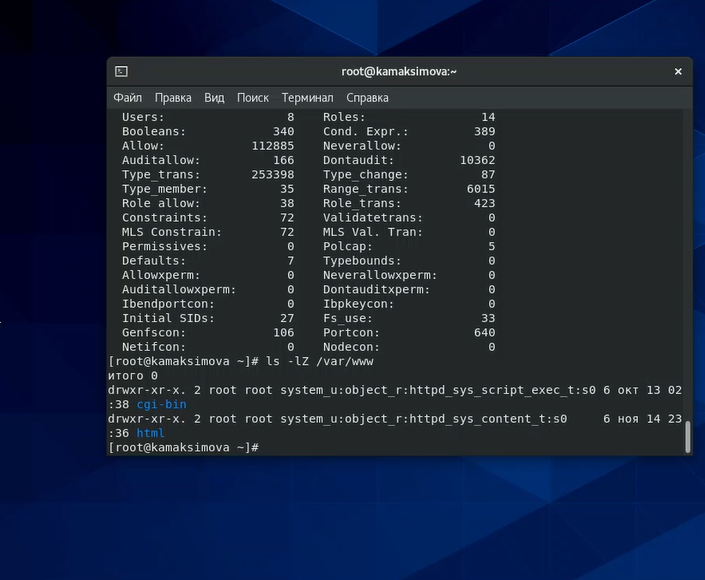 root@kamaksimova:~
Файл Правка Вид Поиск Терминал Справка
Users: 8 Roles: 14
Booleans: 340 Cond. Expr.: 389
Allow: 112885 Neverallow: 0
Auditallow: 166 Dontaudit: 10362
Type_trans: 253398 Type_change: 87
Type_member: 35 Range_trans: 6015
Role allow: 38 Role_trans: 423
Constraints: 72 Validatetrans: 0
MLS Constrain: 72 MLS Val. Tran: 0
Permissives: 0 Polcap: 5
Defaults: 7 Typebounds: 0
Allowxperm: 0 Neverallowxperm: 0
Auditallowxperm: 0 Dontauditxperm: 0
Ibendportcon: 0 Ibpkeycon: 0
Initial SIDs: 27 Fs_use: 33
Genfscon: 106 Portcon: 640
Netifcon: 0 Nodecon: 0
[root@kamaksimova ~]# ls -lZ /var/www
итого 0
drwxr-xr-x. 2 root root system_u:object_r:httpd_sys_script_exec_t:s0 6 окт 13 02
:38 cgi-bin
drwxr-xr-x. 2 root root system_u:object_r:httpd_sys_content_t:s0 6 ноя 14 23
:36 html
[root@kamaksimova ~]#